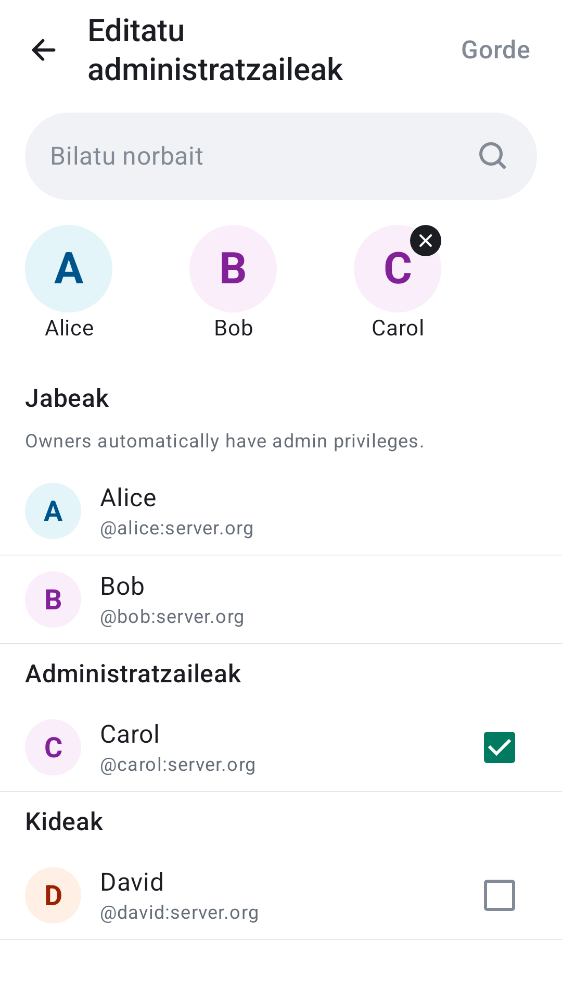 Editatu
administratzaileak
Gorde
Bilatu norbait
A
B
C
Alice
Bob
Carol
Jabeak
Owners automatically have admin privileges.
A
Alice
@alice:server.org
B
Bob
@bob:server.org
Administratzaileak
C
Carol
@carol:server.org
Kideak
D
David
@david:server.org